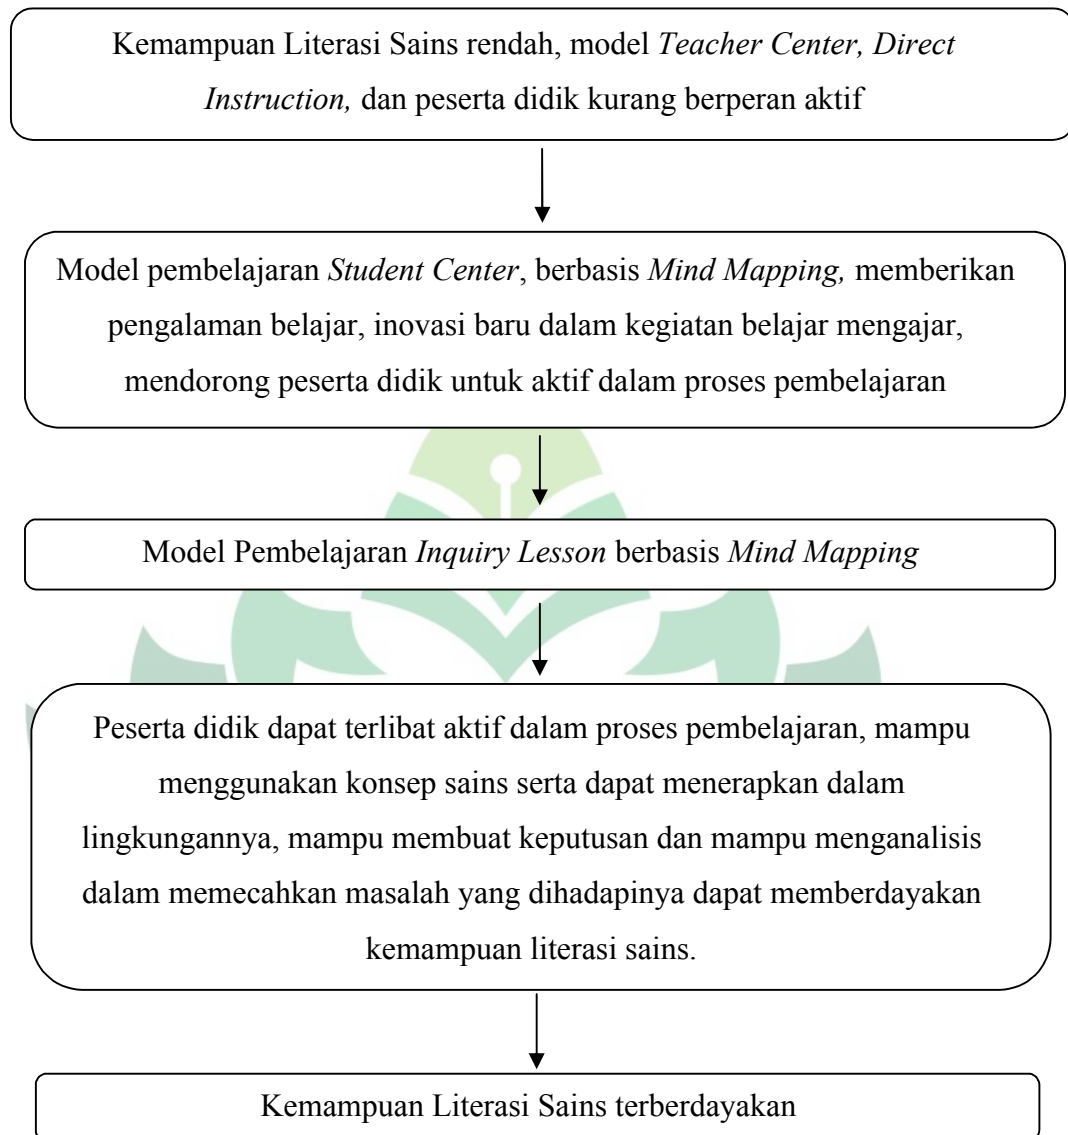 Kemampuan Literasi Sains rendah, model Teacher Center, Direct
Instruction, dan peserta didik kurang berperan aktif
Model pembelajaran Student Center, berbasis Mind Mapping, memberikan
pengalaman belajar, inovasi baru dalam kegiatan belajar mengajar,
mendorong peserta didik untuk aktif dalam proses pembelajaran
Model Pembelajaran Inquiry Lesson berbasis Mind Mapping
Peserta didik dapat terlibat aktif dalam proses pembelajaran, mampu
menggunakan konsep sains serta dapat menerapkan dalam
lingkungannya, mampu membuat keputusan dan mampu menganalisis
dalam memecahkan masalah yang dihadapinya dapat memberdayakan
kemampuan literasi sains.
Kemampuan Literasi Sains terberdayakan